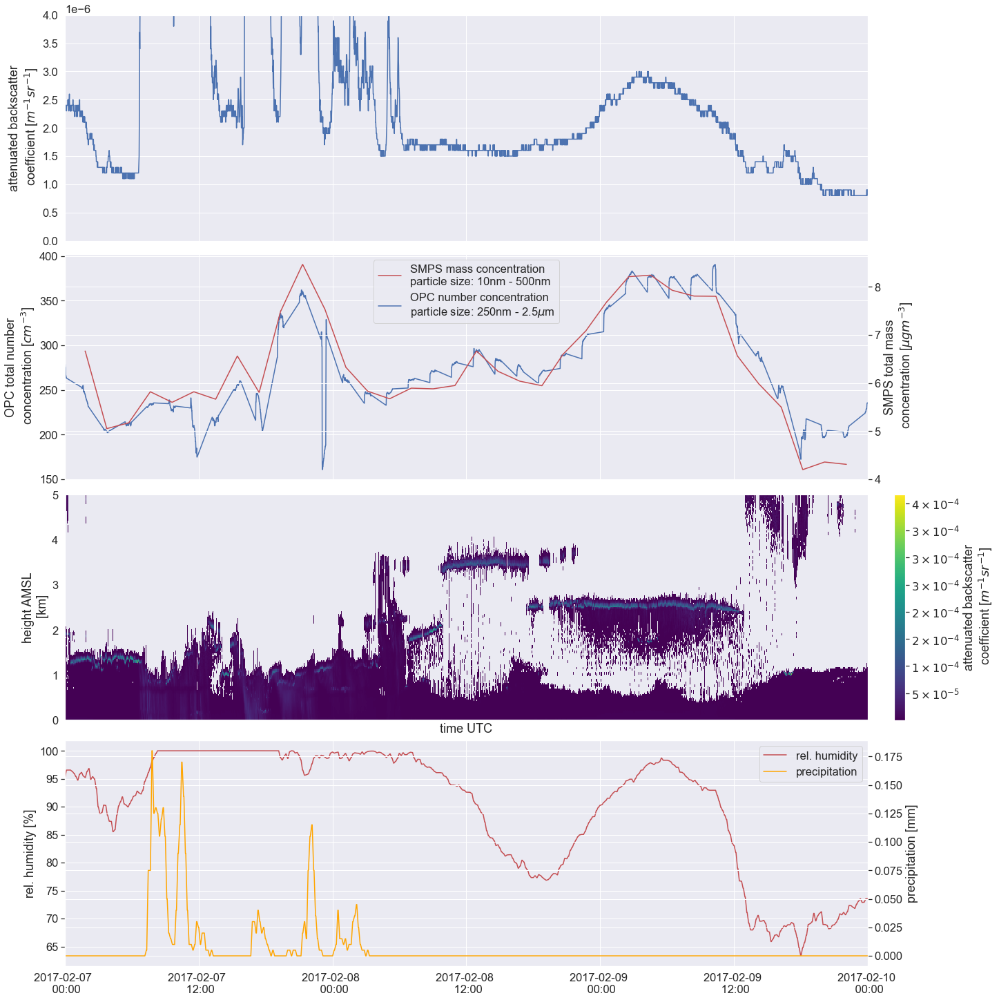 1e−6
4.0
3.5
3.0
2.5
2.0
1.5
1.0
0.5
0.0
attenuated backscatter
coefficient [m⁻¹sr⁻¹]
400
350
300
250
200
150
OPC total number
concentration [cm⁻³]
SMPS mass concentration
particle size: 10nm - 500nm
OPC number concentration
particle size: 250nm - 2.5μm
8
7
6
5
4
SMPS total mass
concentration [μgm⁻³]
5
4
3
2
1
0
height AMSL
[km]
time UTC
4 × 10⁻⁴
3 × 10⁻⁴
3 × 10⁻⁴
3 × 10⁻⁴
2 × 10⁻⁴
2 × 10⁻⁴
1 × 10⁻⁴
5 × 10⁻⁵
attenuated backscatter
coefficient [m⁻¹sr⁻¹]
100
95
90
85
80
75
70
65
rel. humidity [%]
rel. humidity
precipitation
0.175
0.150
0.125
0.100
0.075
0.050
0.025
0.000
precipitation [mm]
2017-02-07
00:00
2017-02-07
12:00
2017-02-08
00:00
2017-02-08
12:00
2017-02-09
00:00
2017-02-09
12:00
2017-02-10
00:00